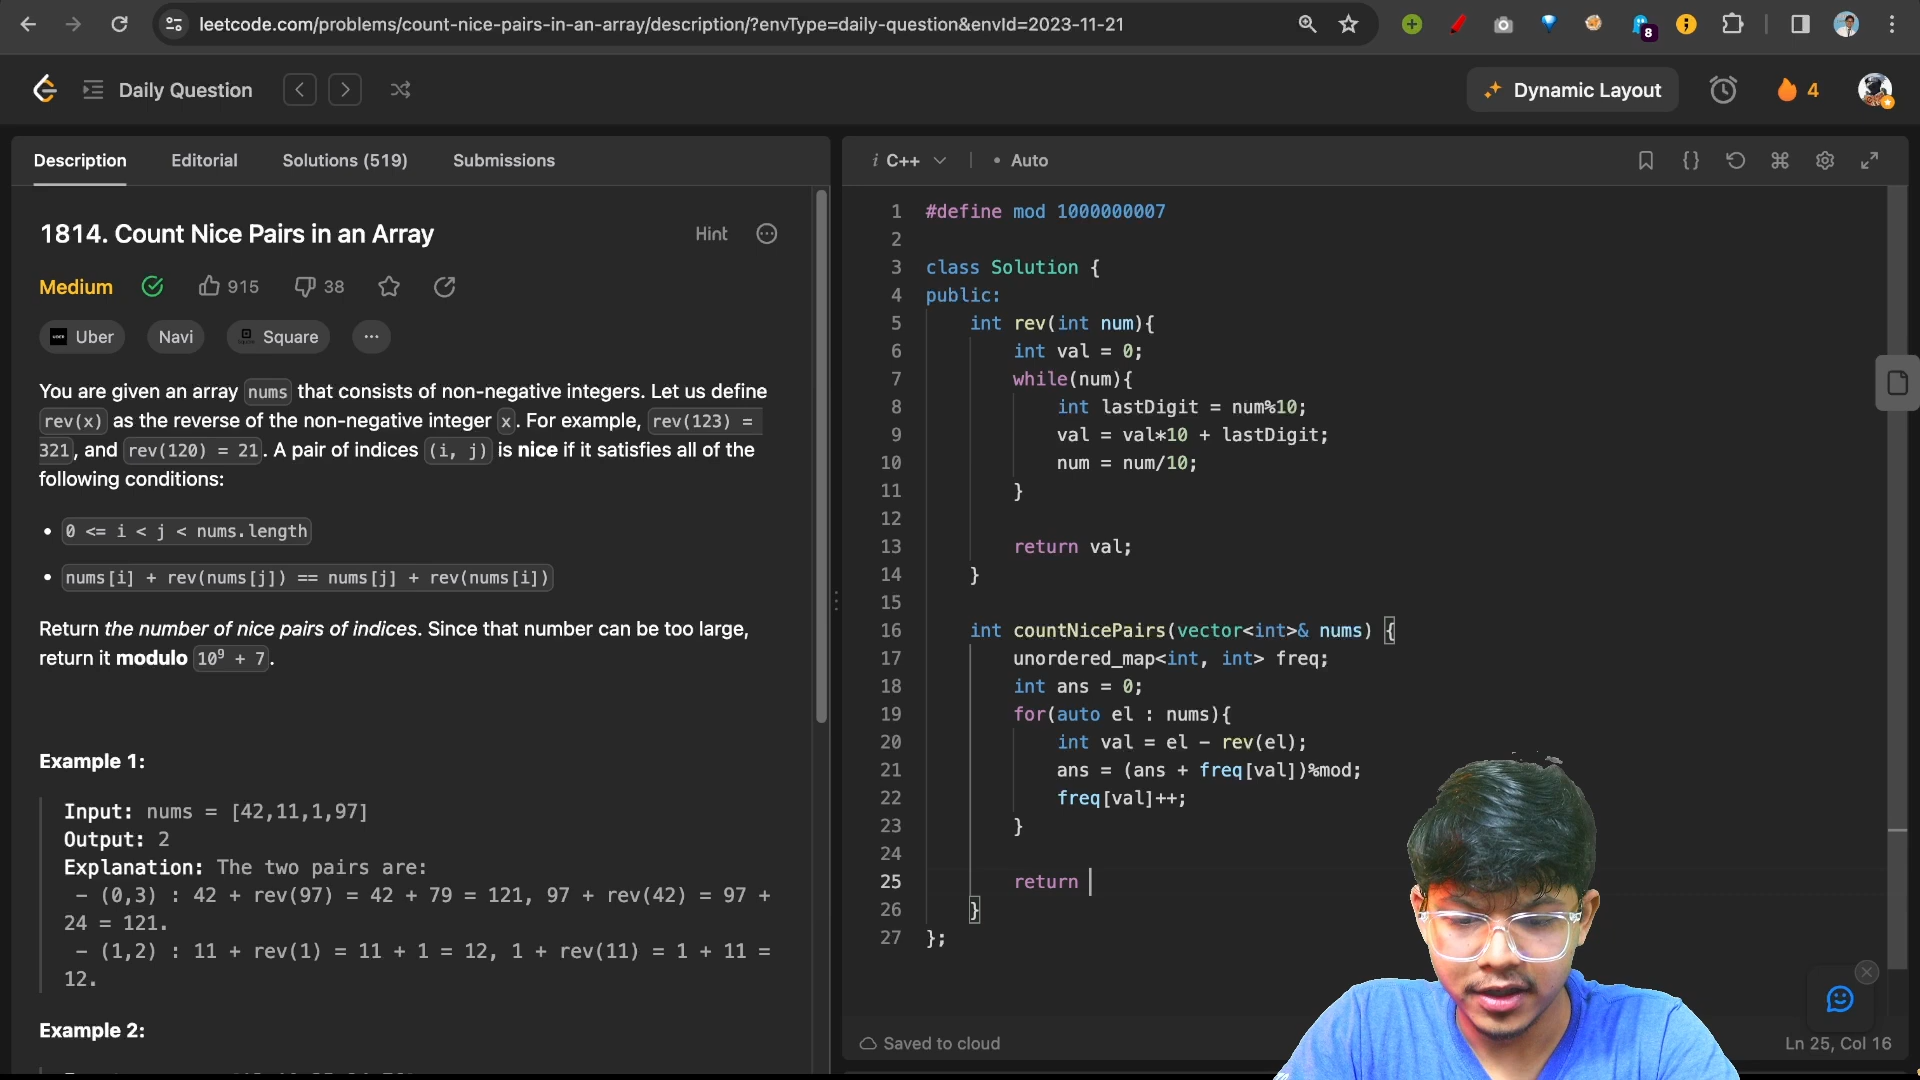 leetcode.com/problems/count-nice-pairs-in-an-array/description/?envType=daily-question&envId=2023-11-21
8
Daily Question
Dynamic Layout
4
Description Editorial Solutions (519) Submissions
1814. Count Nice Pairs in an Array
Hint
Medium 915 38
Uber Navi Square ...
You are given an array nums that consists of non-negative integers. Let us define
rev(x) as the reverse of the non-negative integer x. For example, rev(123) =
321, and rev(120) = 21. A pair of indices (i, j) is nice if it satisfies all of the
following conditions:
• 0 <= i < j < nums.length
• nums[i] + rev(nums[j]) == nums[j] + rev(nums[i])
Return the number of nice pairs of indices. Since that number can be too large,
return it modulo 10⁹ + 7.
Example 1:
Input: nums = [42,11,1,97]
Output: 2
Explanation: The two pairs are:
- (0,3) : 42 + rev(97) = 42 + 79 = 121, 97 + rev(42) = 97 +
24 = 121.
- (1,2) : 11 + rev(1) = 11 + 1 = 12, 1 + rev(11) = 1 + 11 =
12.
Example 2:
i C++ • Auto
1 #define mod 1000000007
2
3 class Solution {
4 public:
5 int rev(int num){
6 int val = 0;
7 while(num){
8 int lastDigit = num%10;
9 val = val*10 + lastDigit;
10 num = num/10;
11 }
12
13 return val;
14 }
15
16 int countNicePairs(vector<int>& nums) {
17 unordered_map<int, int> freq;
18 int ans = 0;
19 for(auto el : nums){
20 int val = el - rev(el);
21 ans = (ans + freq[val])%mod;
22 freq[val]++;
23 }
24
25 return
26 }
27 };
Saved to cloud
Ln 25, Col 16